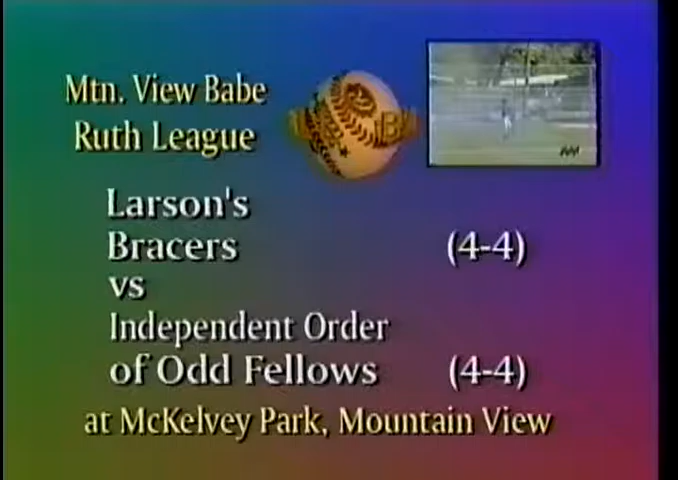 Mtn. View Babe
Ruth League
Larson's
Bracers (4-4)
vs
Independent Order
of Odd Fellows (4-4)
at McKelvey Park, Mountain View